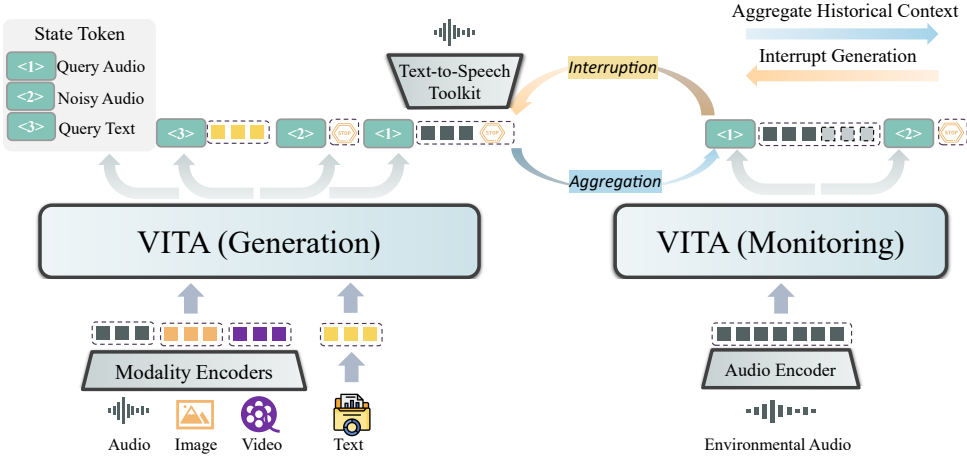 State Token
<1> Query Audio
<2> Noisy Audio
<3> Query Text
<3>
<2>
STOP
<1>
STOP
Text-to-Speech
Toolkit
Interruption
Aggregation
Aggregate Historical Context
Interrupt Generation
<1>
<2>
STOP
VITA (Generation)
VITA (Monitoring)
Modality Encoders
Audio Encoder
Audio
Image
Video
Text
Environmental Audio